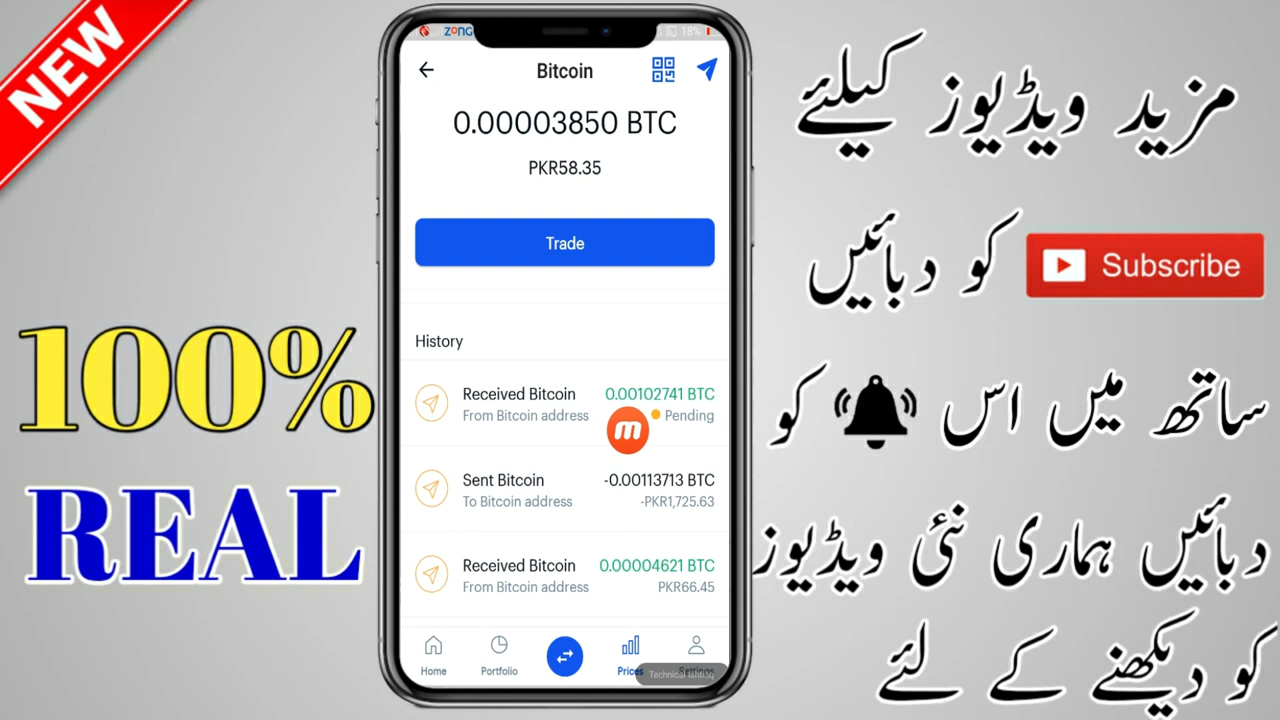 NEW
100%
REAL
zong
18%
Bitcoin
0.00003850 BTC
PKR58.35
Trade
History
Received Bitcoin 0.00102741 BTC
From Bitcoin address Pending
Sent Bitcoin -0.00113713 BTC
To Bitcoin address -PKR1,725.63
Received Bitcoin 0.00004621 BTC
From Bitcoin address PKR66.45
Home Portfolio Prices Settings
Technical Ishtiaq
مزید ویڈیوز کیلئے
Subscribe کو دبائیں
ساتھ میں اس کو
دبائیں ہماری نئی ویڈیوز
کو دیکھنے کے لئے